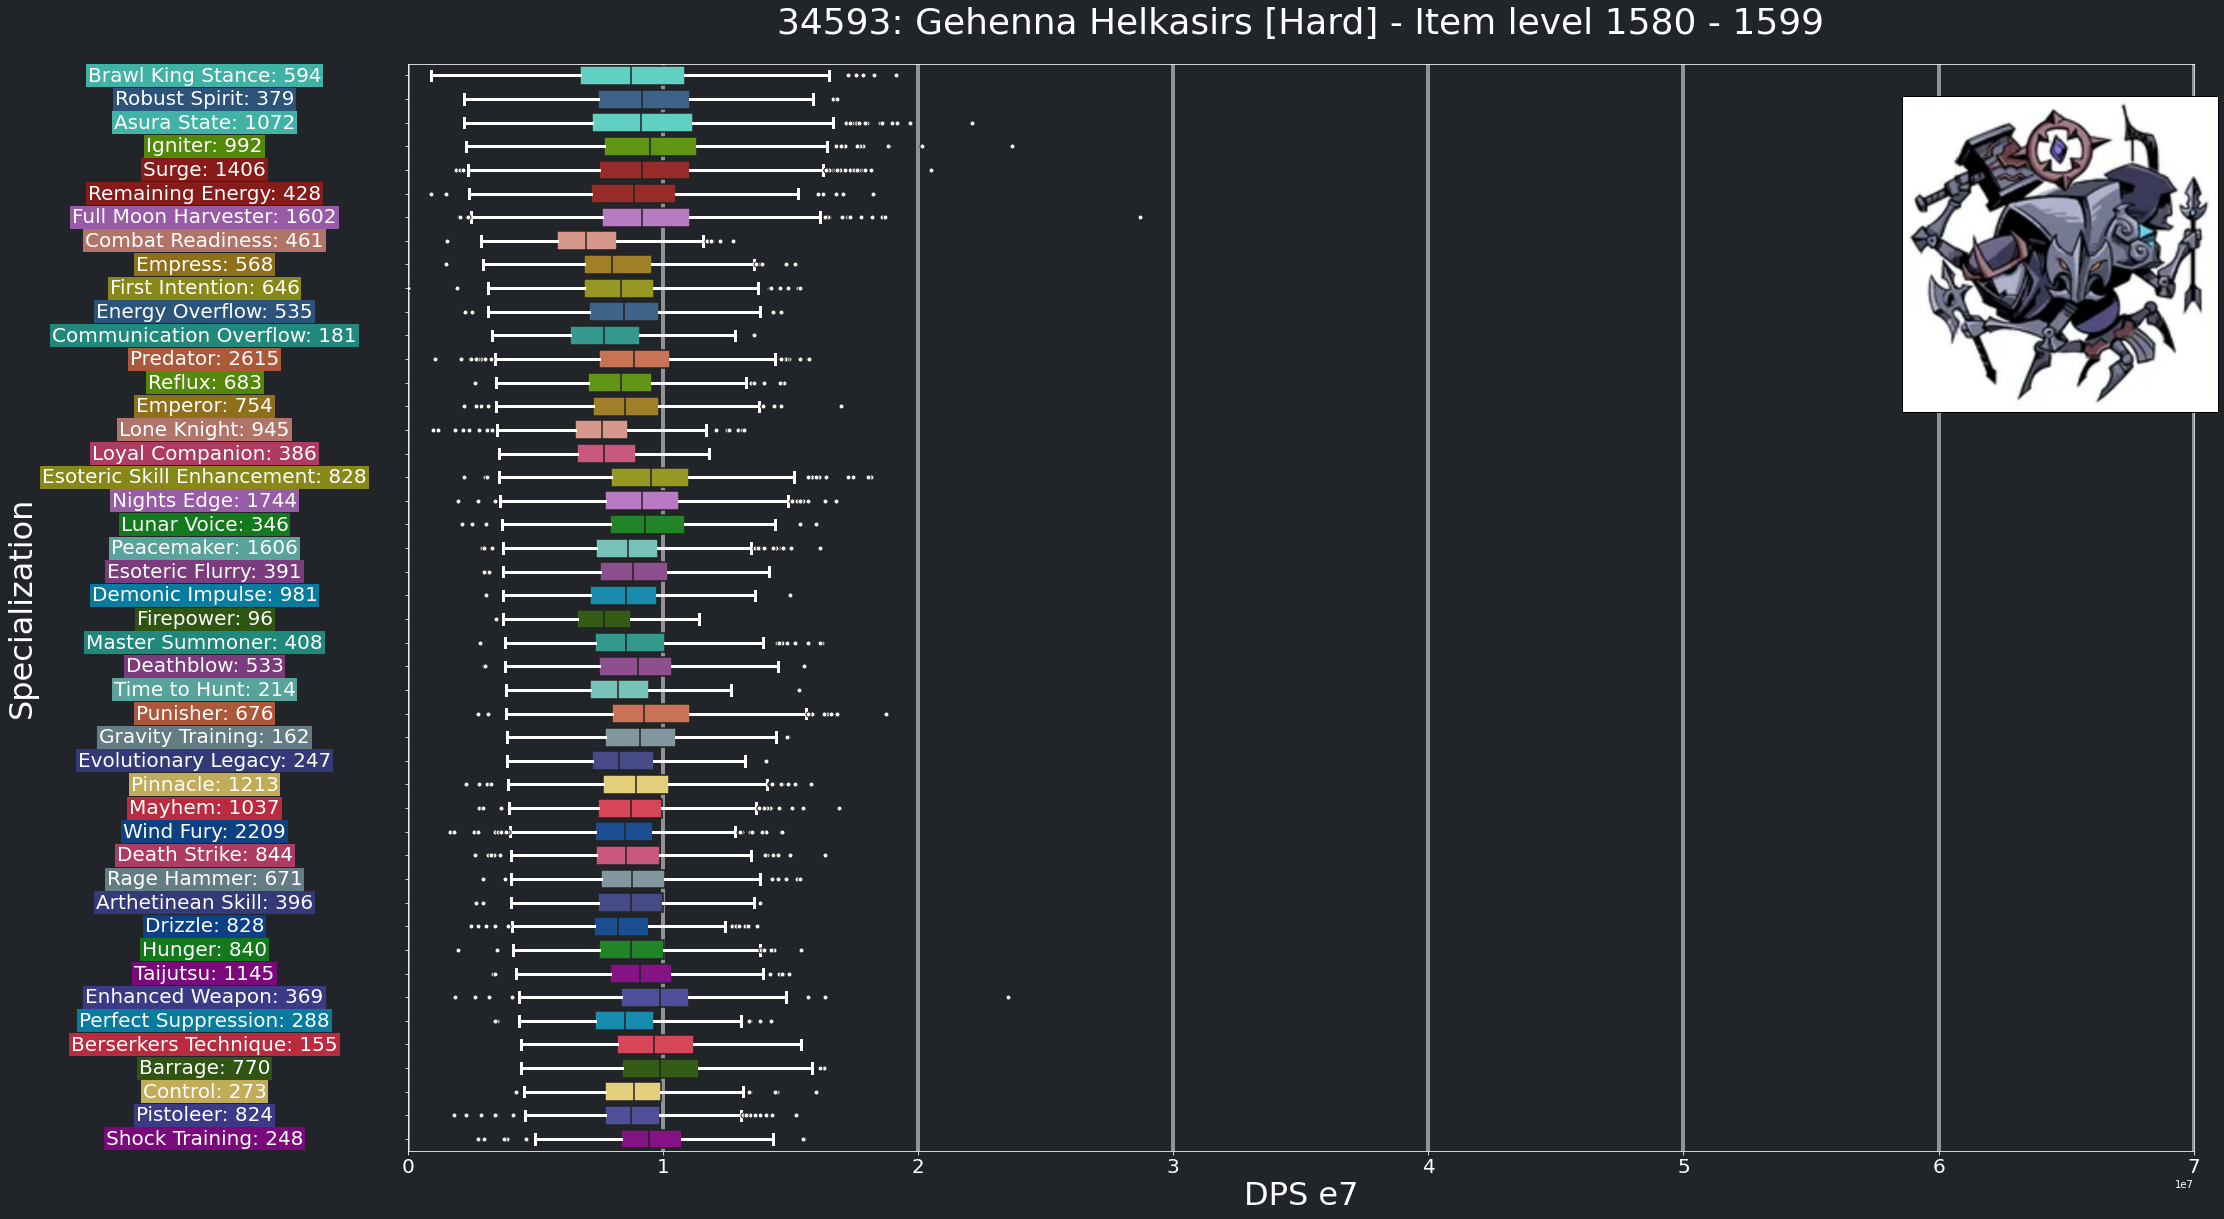 34593: Gehenna Helkasirs [Hard] - Item level 1580 - 1599
Specialization
Brawl King Stance: 594
Robust Spirit: 379
Asura State: 1072
Igniter: 992
Surge: 1406
Remaining Energy: 428
Full Moon Harvester: 1602
Combat Readiness: 461
Empress: 568
First Intention: 646
Energy Overflow: 535
Communication Overflow: 181
Predator: 2615
Reflux: 683
Emperor: 754
Lone Knight: 945
Loyal Companion: 386
Esoteric Skill Enhancement: 828
Nights Edge: 1744
Lunar Voice: 346
Peacemaker: 1606
Esoteric Flurry: 391
Demonic Impulse: 981
Firepower: 96
Master Summoner: 408
Deathblow: 533
Time to Hunt: 214
Punisher: 676
Gravity Training: 162
Evolutionary Legacy: 247
Pinnacle: 1213
Mayhem: 1037
Wind Fury: 2209
Death Strike: 844
Rage Hammer: 671
Arthetinean Skill: 396
Drizzle: 828
Hunger: 840
Taijutsu: 1145
Enhanced Weapon: 369
Perfect Suppression: 288
Berserkers Technique: 155
Barrage: 770
Control: 273
Pistoleer: 824
Shock Training: 248
0 1 2 3 4 5 6 7
1e7
DPS e7